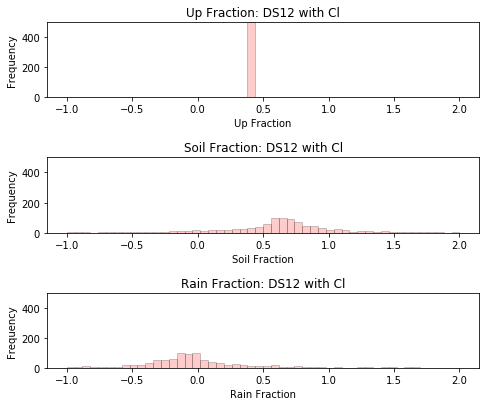 Up Fraction: DS12 with Cl
400
200
0
Frequency
−1.0 −0.5 0.0 0.5 1.0 1.5 2.0
Up Fraction
Soil Fraction: DS12 with Cl
400
200
0
Frequency
−1.0 −0.5 0.0 0.5 1.0 1.5 2.0
Soil Fraction
Rain Fraction: DS12 with Cl
400
200
0
Frequency
−1.0 −0.5 0.0 0.5 1.0 1.5 2.0
Rain Fraction